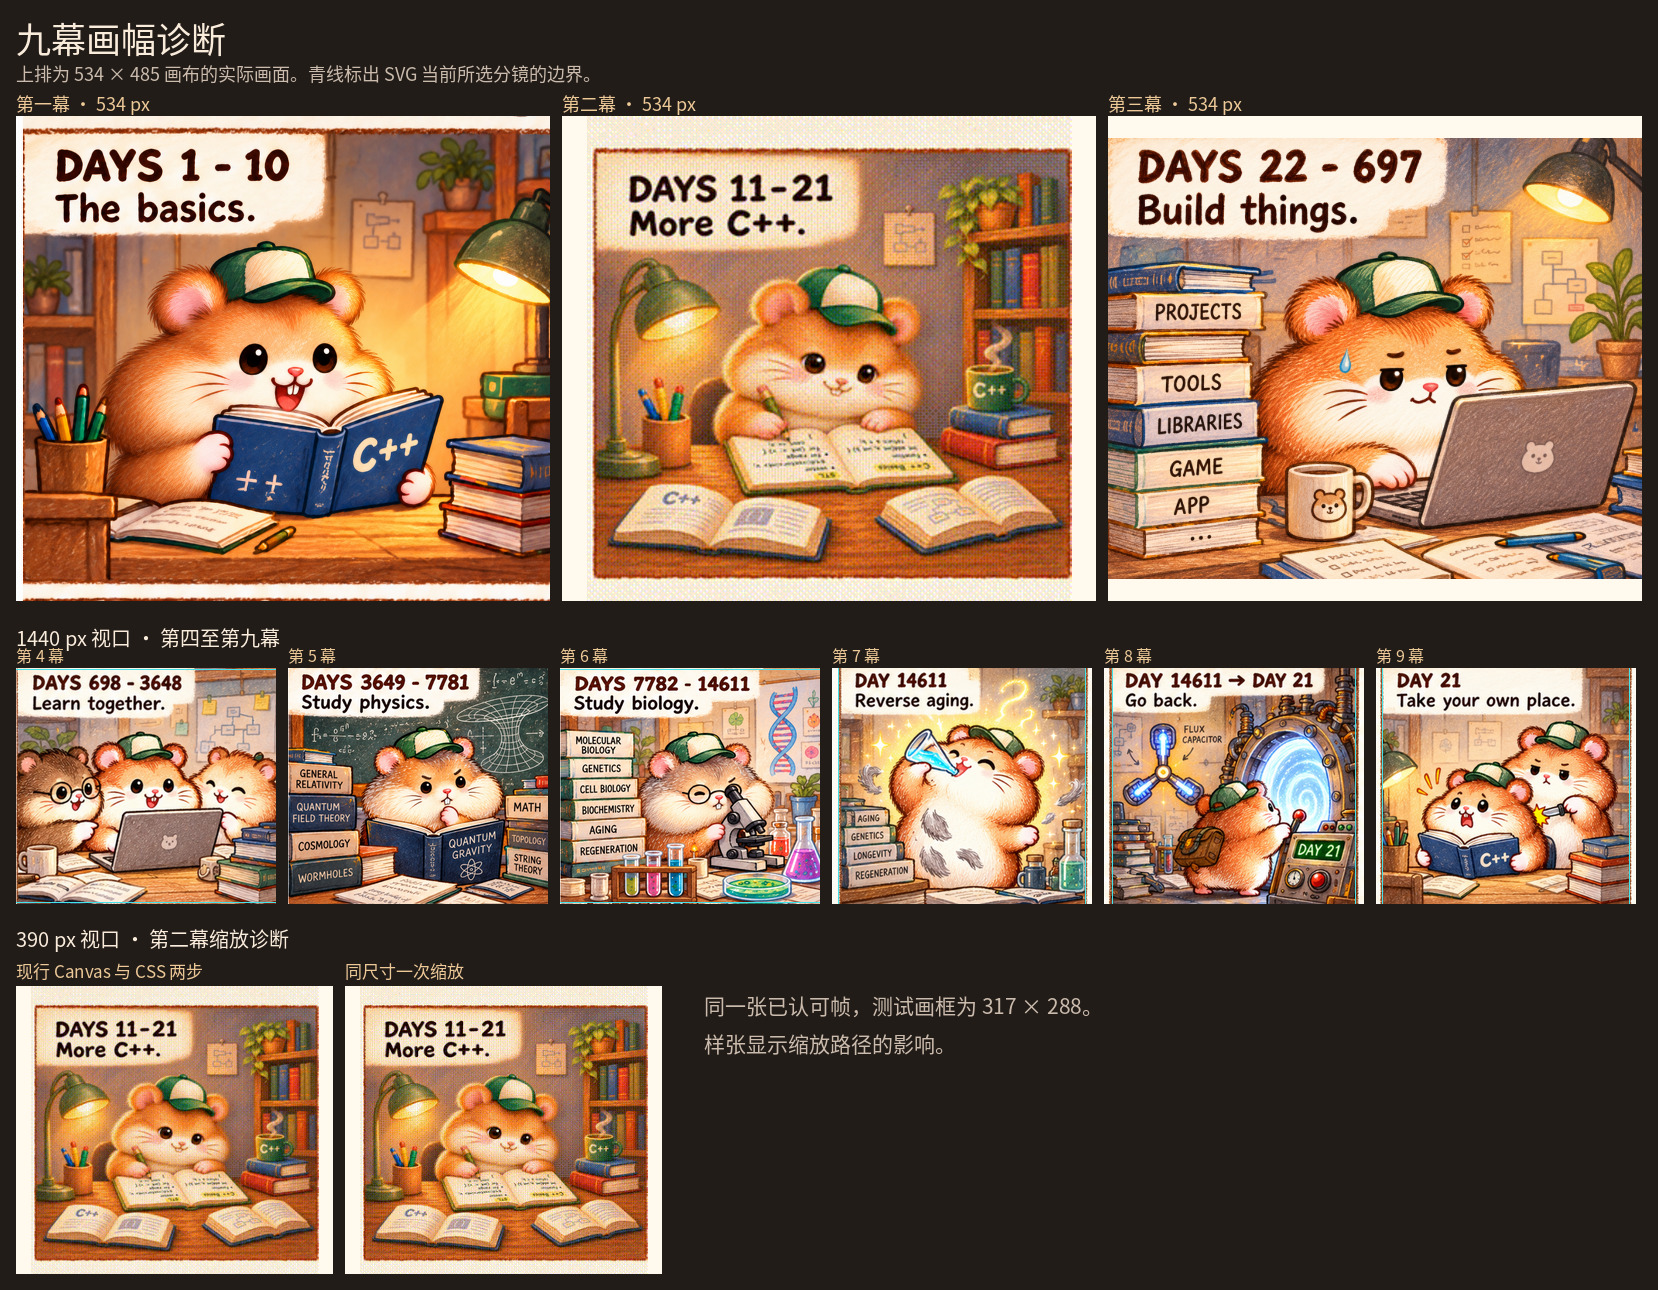 九幕画幅诊断
上排为 534 × 485 画布的实际画面。青线标出 SVG 当前所选分镜的边界。
第一幕 · 534 px
第二幕 · 534 px
第三幕 · 534 px
DAYS 1 - 10
The basics.
C++
++
DAYS 11-21
More C++.
C++
C++
DAYS 22 - 697
Build things.
PROJECTS
TOOLS
LIBRARIES
GAME
APP
...
1440 px 视口 · 第四至第九幕
第 4 幕
第 5 幕
第 6 幕
第 7 幕
第 8 幕
第 9 幕
DAYS 698 - 3648
Learn together.
DAYS 3649 - 7781
Study physics.
GENERAL
RELATIVITY
QUANTUM
FIELD THEORY
COSMOLOGY
WORMHOLES
QUANTUM
GRAVITY
MATH
TOPOLOGY
STRING
THEORY
DAYS 7782 - 14611
Study biology.
MOLECULAR
BIOLOGY
GENETICS
CELL BIOLOGY
BIOCHEMISTRY
AGING
REGENERATION
DAY 14611
Reverse aging.
AGING
GENETICS
LONGEVITY
REGENERATION
DAY 14611 → DAY 21
Go back.
FLUX
CAPACITOR
DAY 21
DAY 21
Take your own place.
C++
390 px 视口 · 第二幕缩放诊断
现行 Canvas 与 CSS 两步
同尺寸一次缩放
DAYS 11-21
More C++.
C++
C++
DAYS 11-21
More C++.
C++
C++
同一张已认可帧，测试画框为 317 × 288。
样张显示缩放路径的影响。